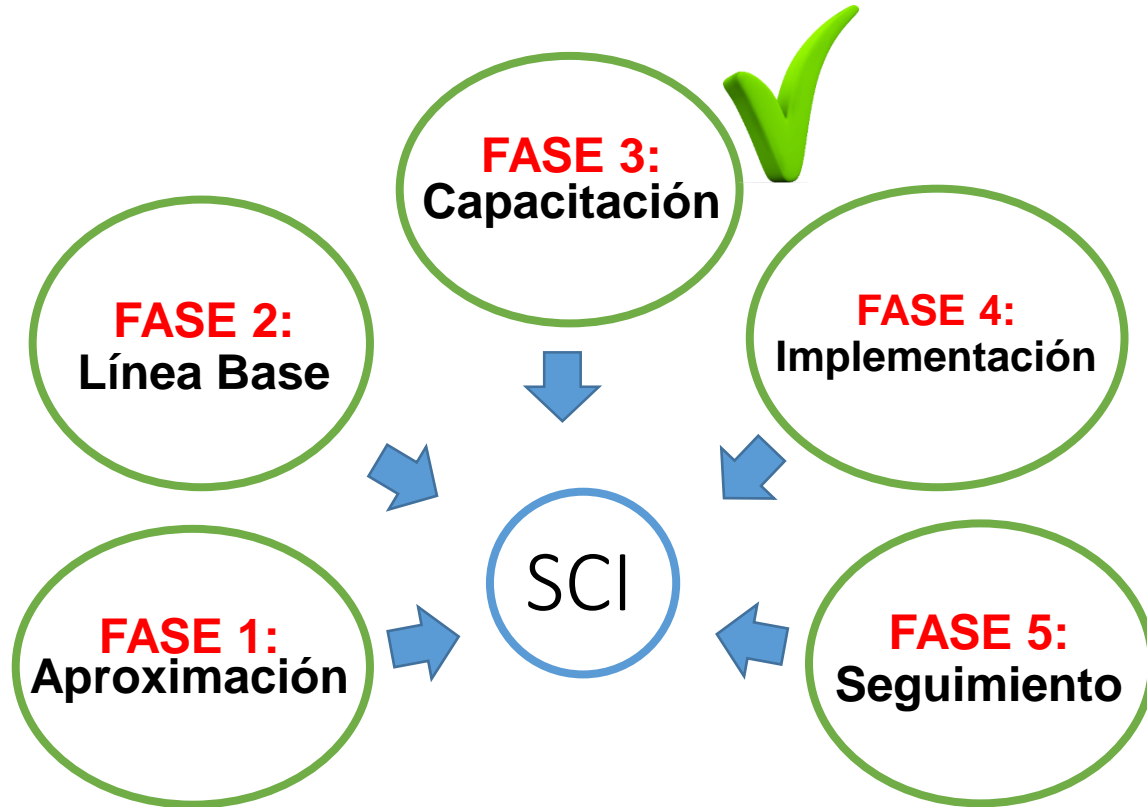 FASE 1:
Aproximación
FASE 2:
Línea Base
FASE 3:
Capacitación
FASE 4:
Implementación
FASE 5:
Seguimiento
SCI